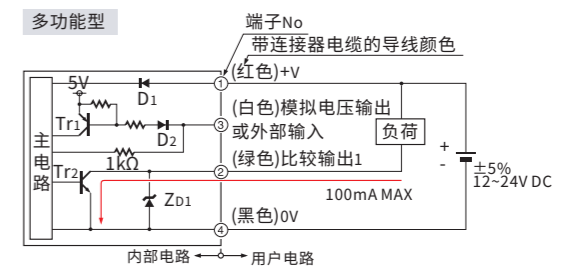 多功能型
端子No
带连接器电缆的导线颜色
5V
D1
① (红色)+V
Tr1
D2
③ (白色)模拟电压输出
或外部输入
负荷
主电路
1kΩ
Tr2
② (绿色)比较输出1
+
-
±5%
12~24V DC
100mA MAX
ZD1
④ (黑色)0V
内部电路 用户电路